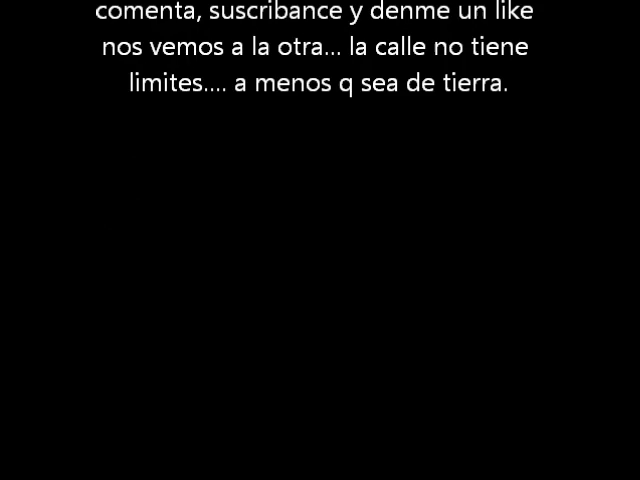 comenta, suscribance y denme un like
nos vemos a la otra... la calle no tiene
limites.... a menos q sea de tierra.